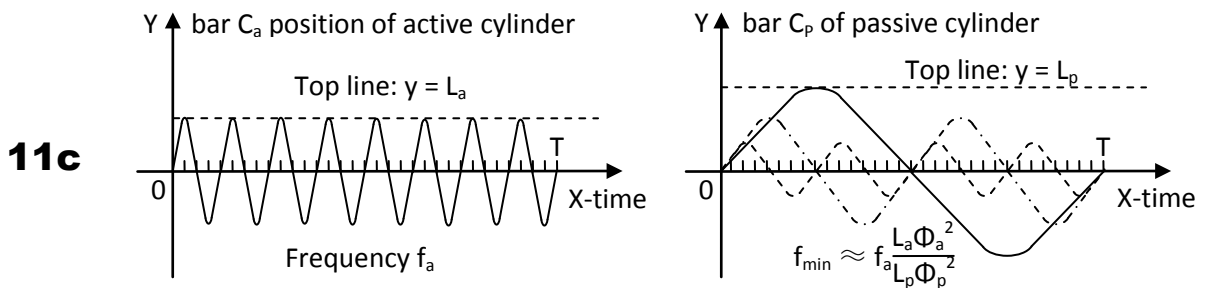 11c
Y bar Cₐ position of active cylinder
Top line: y = Lₐ
T
0
X-time
Frequency fₐ
Y bar C_P of passive cylinder
Top line: y = Lₚ
T
0
X-time
f_min ≈ fₐ LₐΦₐ² / LₚΦₚ²